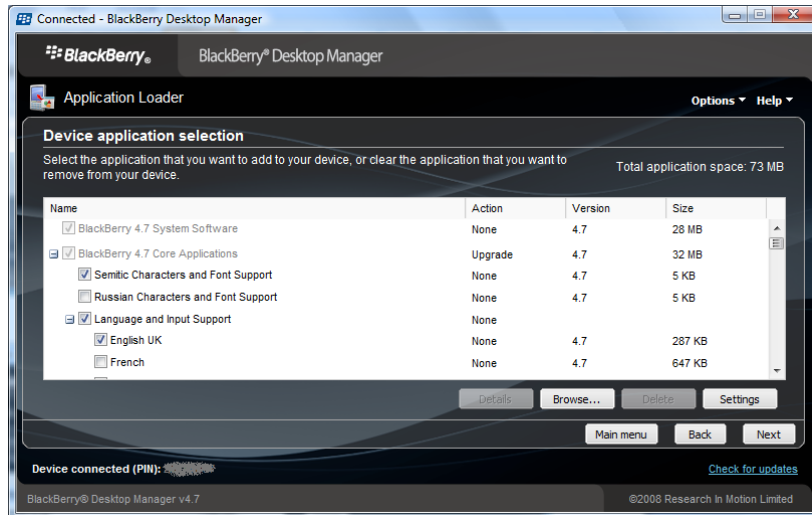 Connected - BlackBerry Desktop Manager
BlackBerry® BlackBerry® Desktop Manager
Application Loader Options Help
Device application selection
Select the application that you want to add to your device, or clear the application that you want to
remove from your device.
Total application space: 73 MB
Name Action Version Size
BlackBerry 4.7 System Software None 4.7 28 MB
BlackBerry 4.7 Core Applications Upgrade 4.7 32 MB
Semitic Characters and Font Support None 4.7 5 KB
Russian Characters and Font Support None 4.7 5 KB
Language and Input Support None
English UK None 4.7 287 KB
French None 4.7 647 KB
Details Browse... Delete Settings
Main menu Back Next
Device connected (PIN): Check for updates
BlackBerry® Desktop Manager v4.7 ©2008 Research In Motion Limited